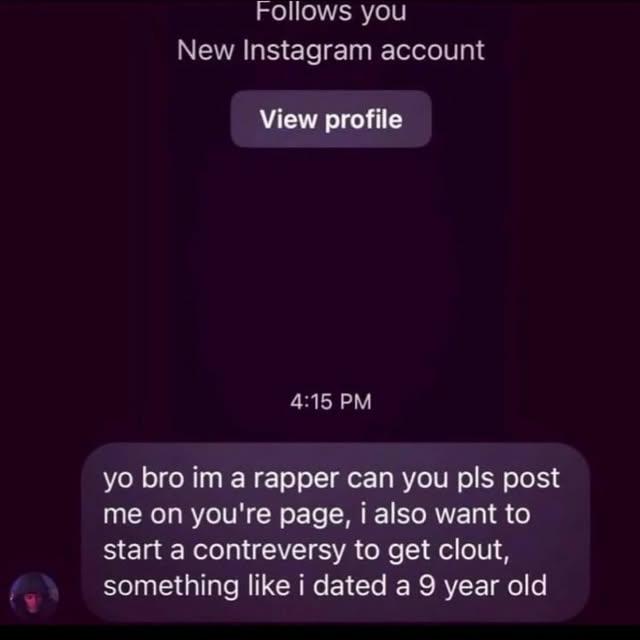 Follows you
New Instagram account
View profile
4:15 PM
yo bro im a rapper can you pls post
me on you're page, i also want to
start a contreversy to get clout,
something like i dated a 9 year old